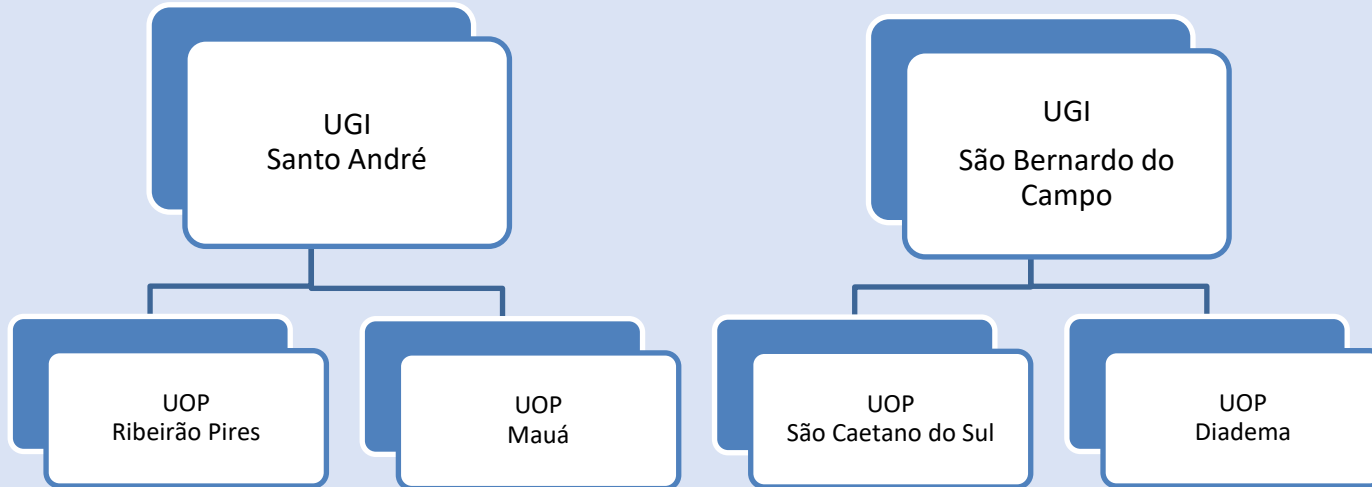 UGI
Santo André
UGI
São Bernardo do
Campo
UOP
Ribeirão Pires
UOP
Mauá
UOP
São Caetano do Sul
UOP
Diadema